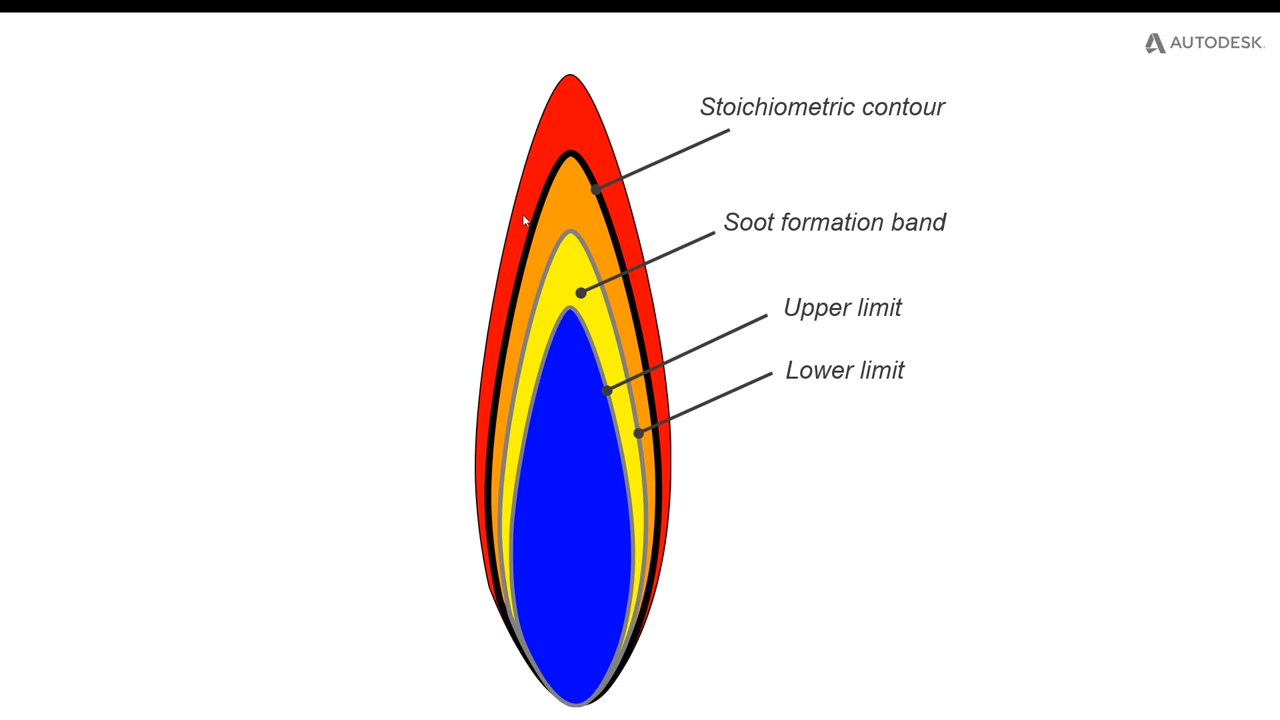 AUTODESK
Stoichiometric contour
Soot formation band
Upper limit
Lower limit